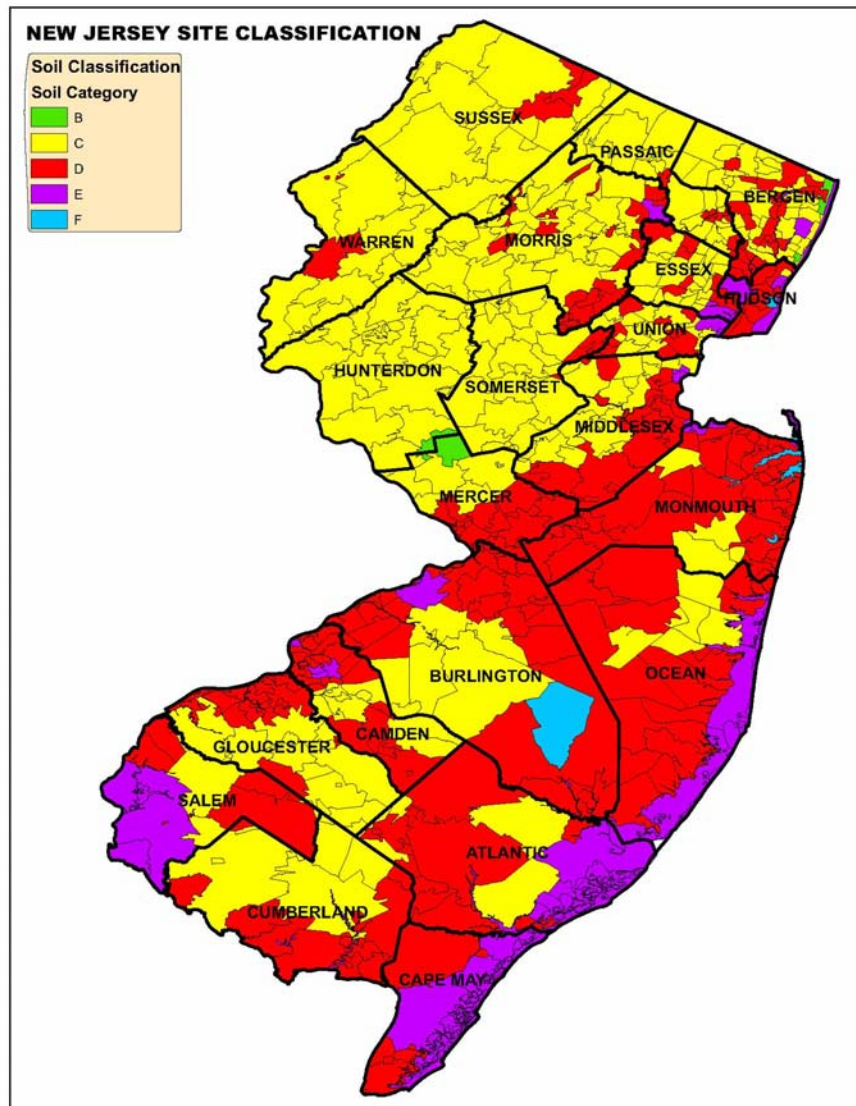 NEW JERSEY SITE CLASSIFICATION
Soil Classification
Soil Category
B
C
D
E
F
SUSSEX
PASSAIC
BERGEN
WARREN
MORRIS
ESSEX
HUDSON
UNION
HUNTERDON
SOMERSET
MIDDLESEX
MERCER
MONMOUTH
OCEAN
BURLINGTON
CAMDEN
GLOUCESTER
SALEM
ATLANTIC
CUMBERLAND
CAPE MAY